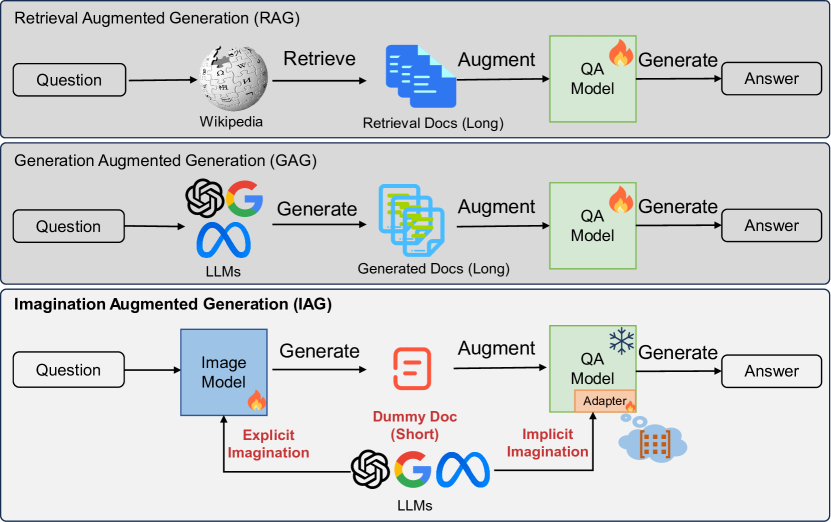 Retrieval Augmented Generation (RAG)
Question
Wikipedia
Retrieve
Retrieval Docs (Long)
Augment
QA
Model
Generate
Answer
Generation Augmented Generation (GAG)
Question
LLMs
Generate
Generated Docs (Long)
Augment
QA
Model
Generate
Answer
Imagination Augmented Generation (IAG)
Question
Image
Model
Generate
Dummy Doc
(Short)
Augment
QA
Model
Adapter
Generate
Answer
Explicit
Imagination
Implicit
Imagination
LLMs